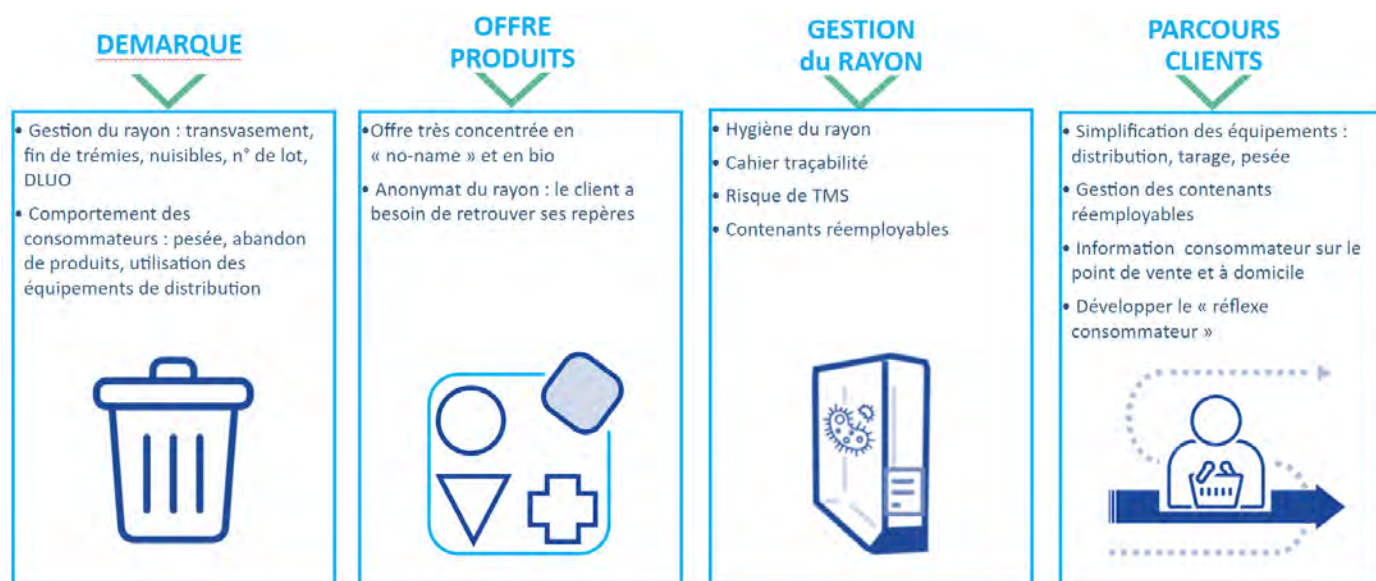 DEMARQUE
• Gestion du rayon : transvasement,
fin de trémies, nuisibles, n° de lot,
DLUO
• Comportement des
consommateurs : pesée, abandon
de produits, utilisation des
équipements de distribution
OFFRE
PRODUITS
•Offre très concentrée en
« no-name » et en bio
• Anonymat du rayon : le client a
besoin de retrouver ses repères
GESTION
du RAYON
• Hygiène du rayon
• Cahier traçabilité
• Risque de TMS
• Contenants réemployables
PARCOURS
CLIENTS
• Simplification des équipements :
distribution, tarage, pesée
• Gestion des contenants
réemployables
• Information consommateur sur le
point de vente et à domicile
• Développer le « réflexe
consommateur »